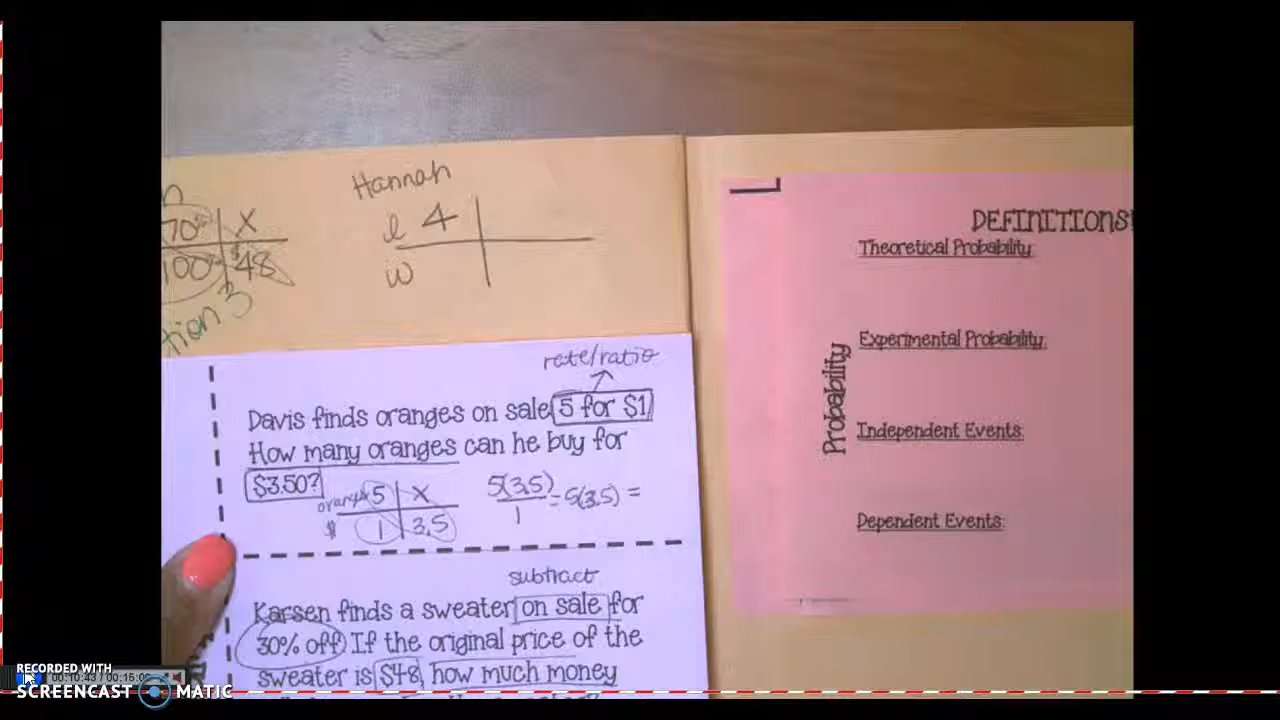 Hannah
70% X
l 4
100% $48
w
tion 3
rate/ratio
Davis finds oranges on sale 5 for $1
How many oranges can he buy for
$3.50?
oranges 5 X
$ 1 3.5
5(3.5)
1
= 5(3.5) =
subtract
Karsen finds a sweater on sale for
30% off. If the original price of the
sweater is $48, how much money
DEFINITIONS
Probability
Theoretical Probability:
Experimental Probability:
Independent Events:
Dependent Events:
RECORDED WITH
SCREENCAST MATIC